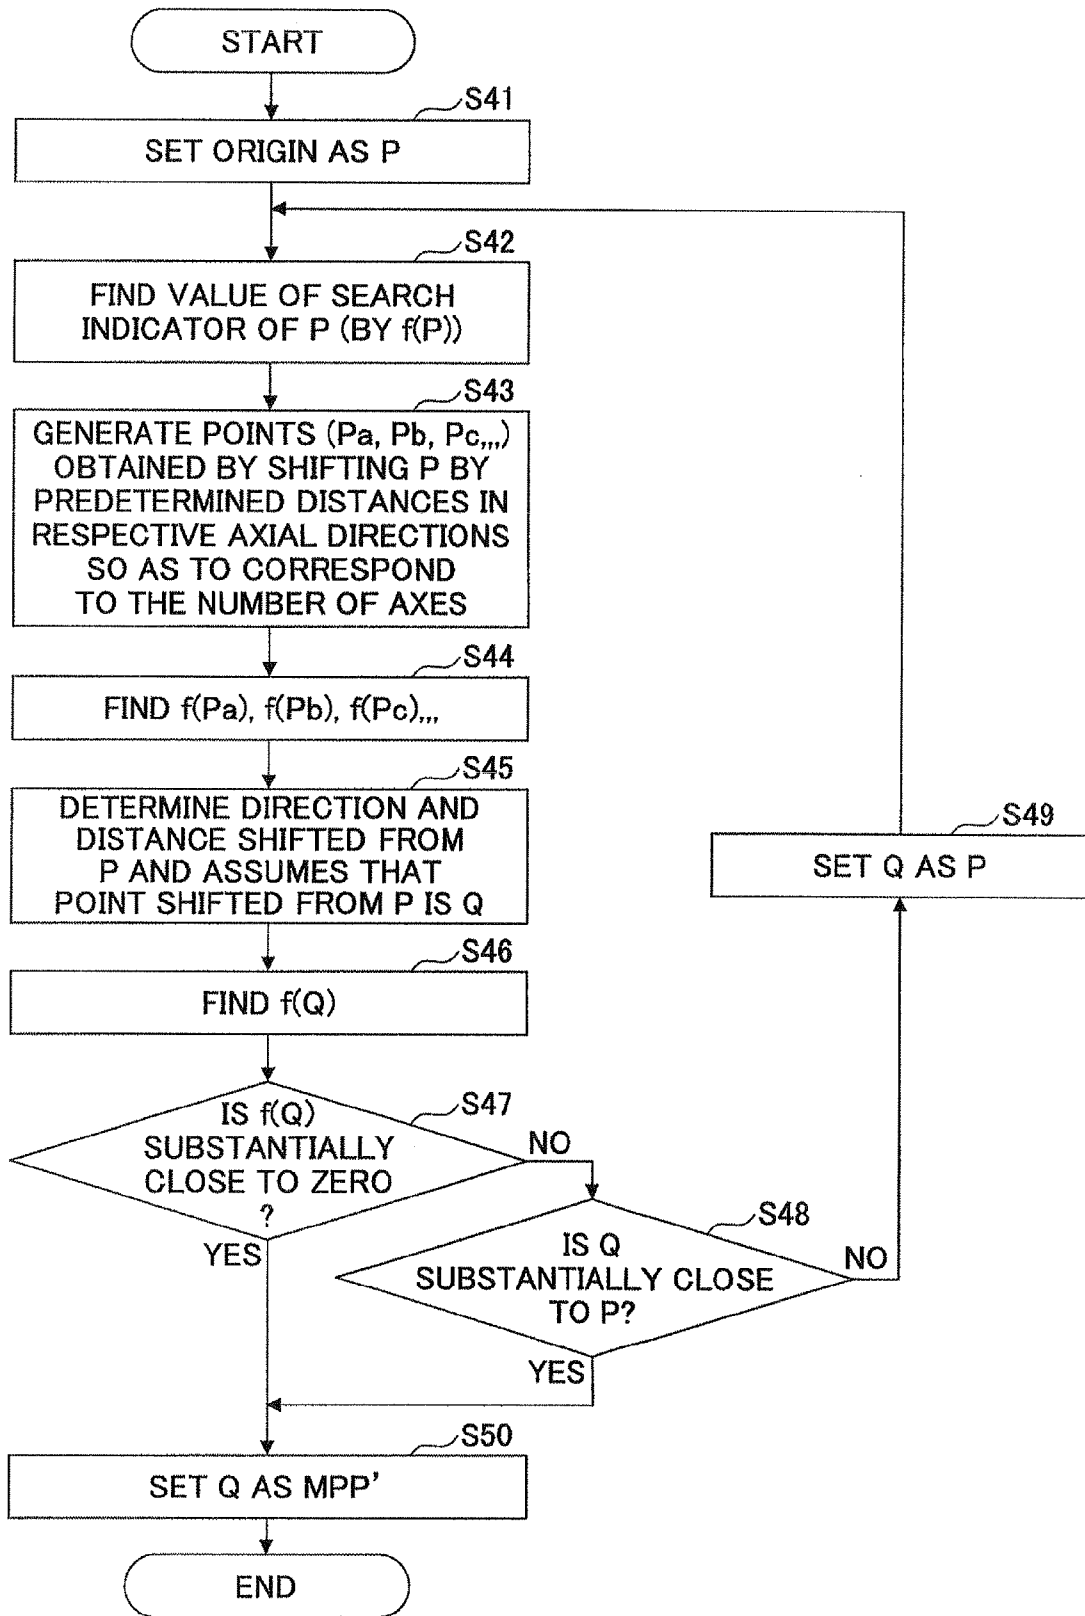 START
S41
SET ORIGIN AS P
S42
FIND VALUE OF SEARCH
INDICATOR OF P (BY f(P))
S43
GENERATE POINTS (Pa, Pb, Pc,,,)
OBTAINED BY SHIFTING P BY
PREDETERMINED DISTANCES IN
RESPECTIVE AXIAL DIRECTIONS
SO AS TO CORRESPOND
TO THE NUMBER OF AXES
S44
FIND f(Pa), f(Pb), f(Pc),,,
S45
DETERMINE DIRECTION AND
DISTANCE SHIFTED FROM
P AND ASSUMES THAT
POINT SHIFTED FROM P IS Q
S49
SET Q AS P
S46
FIND f(Q)
S47
IS f(Q)
SUBSTANTIALLY
CLOSE TO ZERO
?
NO
YES
S48
IS Q
SUBSTANTIALLY CLOSE
TO P?
NO
YES
S50
SET Q AS MPP'
END